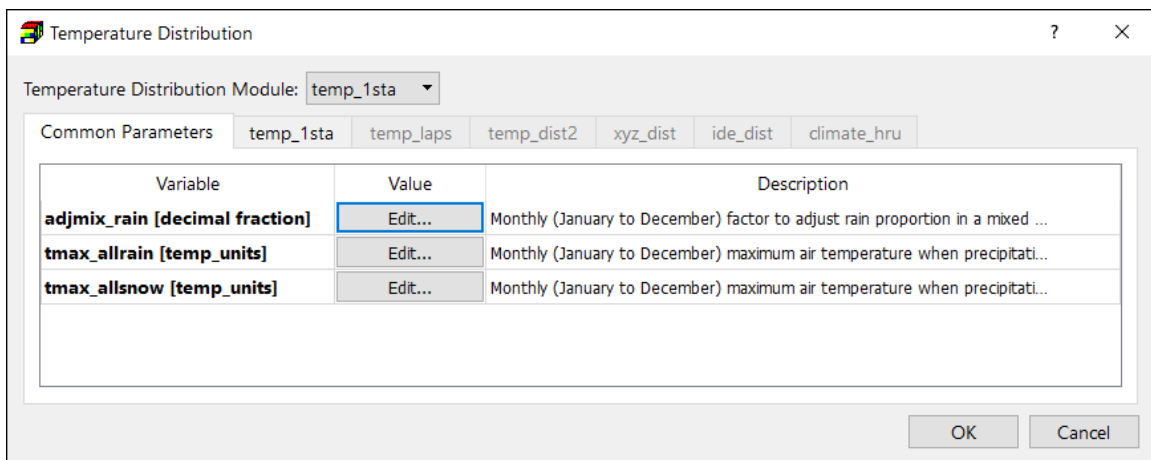 Temperature Distribution ?
Temperature Distribution Module: temp_1sta
Common Parameters temp_1sta temp_laps temp_dist2 xyz_dist ide_dist climate_hru
Variable Value Description
adjmix_rain [decimal fraction] Edit... Monthly (January to December) factor to adjust rain proportion in a mixed ...
tmax_allrain [temp_units] Edit... Monthly (January to December) maximum air temperature when precipitati...
tmax_allsnow [temp_units] Edit... Monthly (January to December) maximum air temperature when precipitati...
OK Cancel